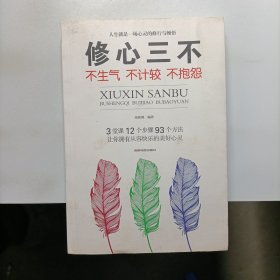 人生就是一场心灵的修行与领悟
修心三不
不生气 不计较 不抱怨
XIUXIN SANBU
BUSHENGQI BUJIJIAO BUBAOYUAN
3堂课 12个步骤 93个方法
让你拥有从容快乐的美好心灵